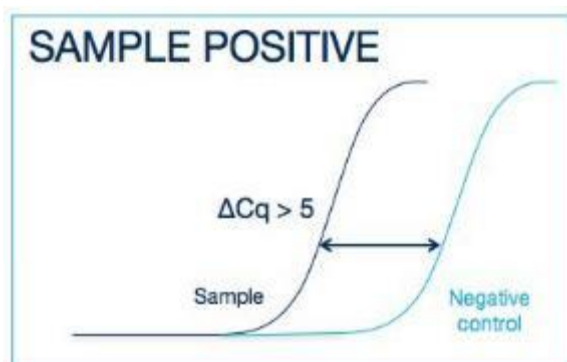 SAMPLE POSITIVE
ΔCq > 5
Sample
Negative
control